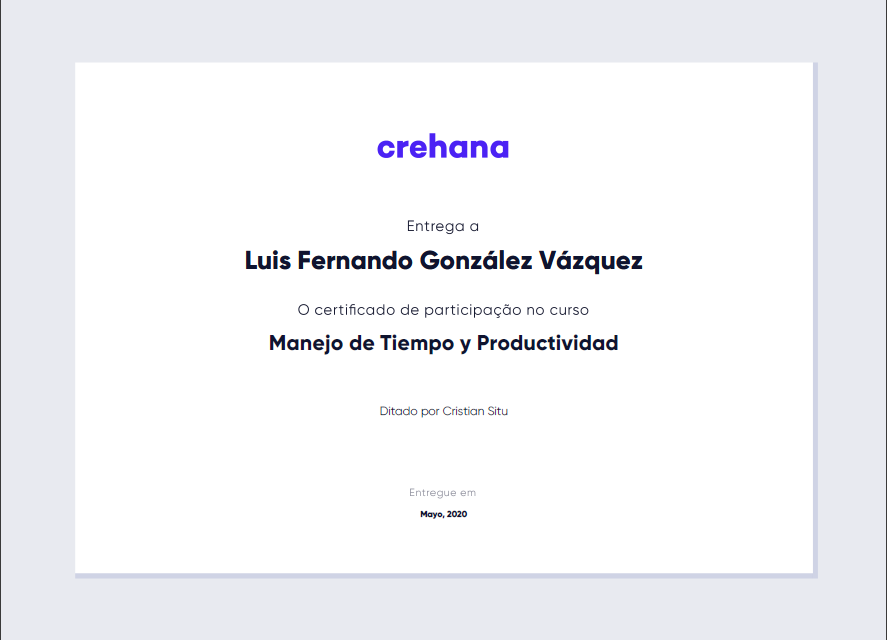 crehana
Entrega a
Luis Fernando González Vázquez
O certificado de participação no curso
Manejo de Tiempo y Productividad
Ditado por Cristian Situ
Entregue em
Mayo, 2020